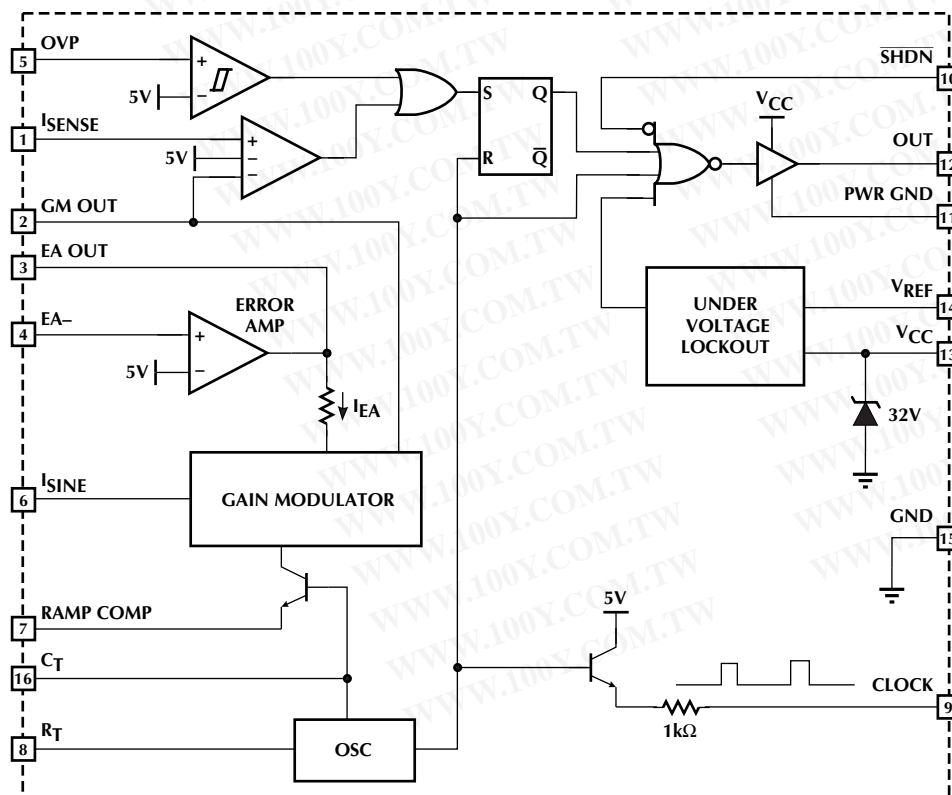 OVP
5
5V
ISENSE
1
5V
GM OUT
2
EA OUT
3
EA–
4
ERROR
AMP
5V
IEA
ISINE
6
GAIN MODULATOR
RAMP COMP
7
CT
16
RT
8
OSC
S Q
R Q̅
S̅H̅D̅N̅
10
VCC
OUT
12
PWR GND
11
UNDER
VOLTAGE
LOCKOUT
VREF
14
VCC
13
32V
GND
15
5V
1kΩ
CLOCK
9
WWW.100Y.COM.TW